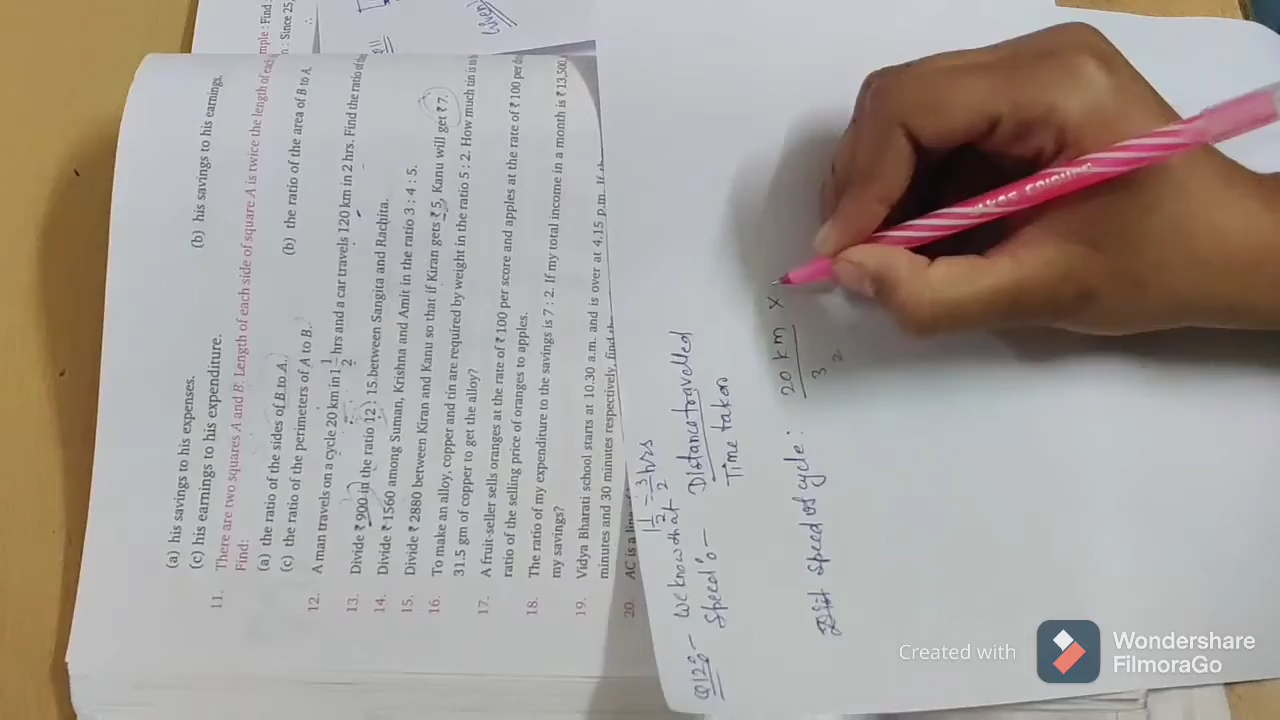 (a) his savings to his expenses.
(b) his savings to his earnings.
(c) his earnings to his expenditure.
11. There are two squares A and B. Length of each side of square A is twice the length of
Find:
(a) the ratio of the sides of B to A.
(b) the ratio of the area of B to A.
(c) the ratio of the perimeters of A to B.
12. A man travels on a cycle 20 km in 1 1/2 hrs and a car travels 120 km in 2 hrs. Find the ratio of
13. Divide ₹ 900 in the ratio 12 : 15 between Sangita and Rachita.
14. Divide ₹ 1560 among Suman, Krishna and Amit in the ratio 3 : 4 : 5.
15. Divide ₹ 2880 between Kiran and Kanu so that if Kiran gets ₹ 5, Kanu will get ₹ 7.
16. To make an alloy, copper and tin are required by weight in the ratio 5 : 2. How much tin is
31.5 gm of copper to get the alloy?
17. A fruit-seller sells oranges at the rate of ₹ 100 per score and apples at the rate of ₹ 100 per
ratio of the selling price of oranges to apples.
18. The ratio of my expenditure to the savings is 7 : 2. If my total income in a month is ₹ 13,500,
my savings?
19. Vidya Bharati school starts at 10.30 a.m. and is over at 4.15 p.m. If
minutes and 30 minutes respectively, find the
20. AC is a line
mple : Find :
n : Since 25,
1 1/2 = 3/2 hrs
Q12 :- We know that -
Speed :- Distance travelled
Time taken
speed of cycle : 20 km ×
3 2
Created with
Wondershare
FilmoraGo